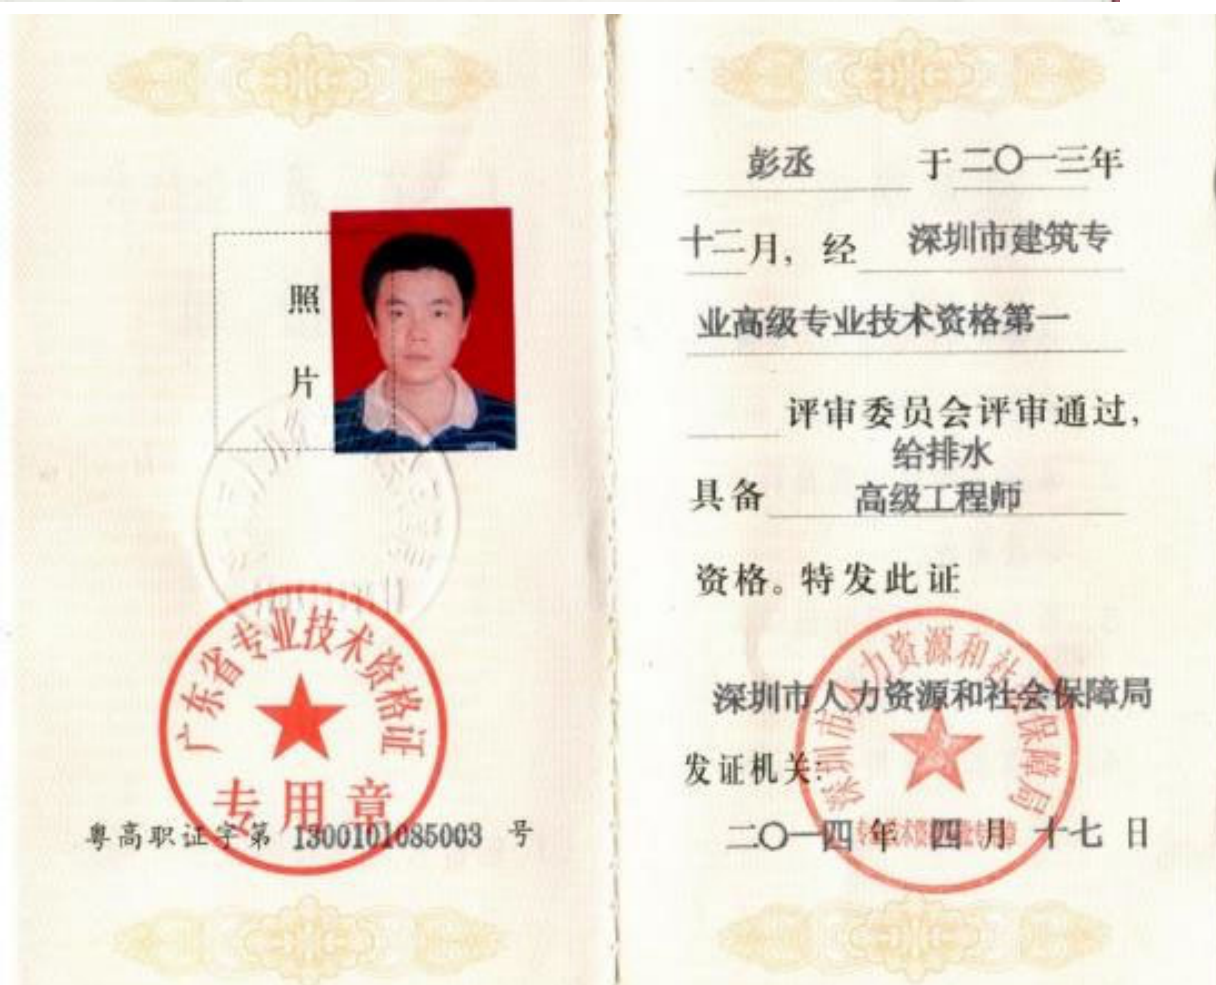 照
片
广东省专业技术资格证
专用章
粤高职证字第 1300101085003 号
彭丞 于二〇一三年
十二月，经 深圳市建筑专
业高级专业技术资格第一
评审委员会评审通过，
给排水
具备 高级工程师
资格。特发此证
深圳市人力资源和社会保障局
深圳市人力资源和社会保障局
发证机关:
二〇一四年 四月 十七日